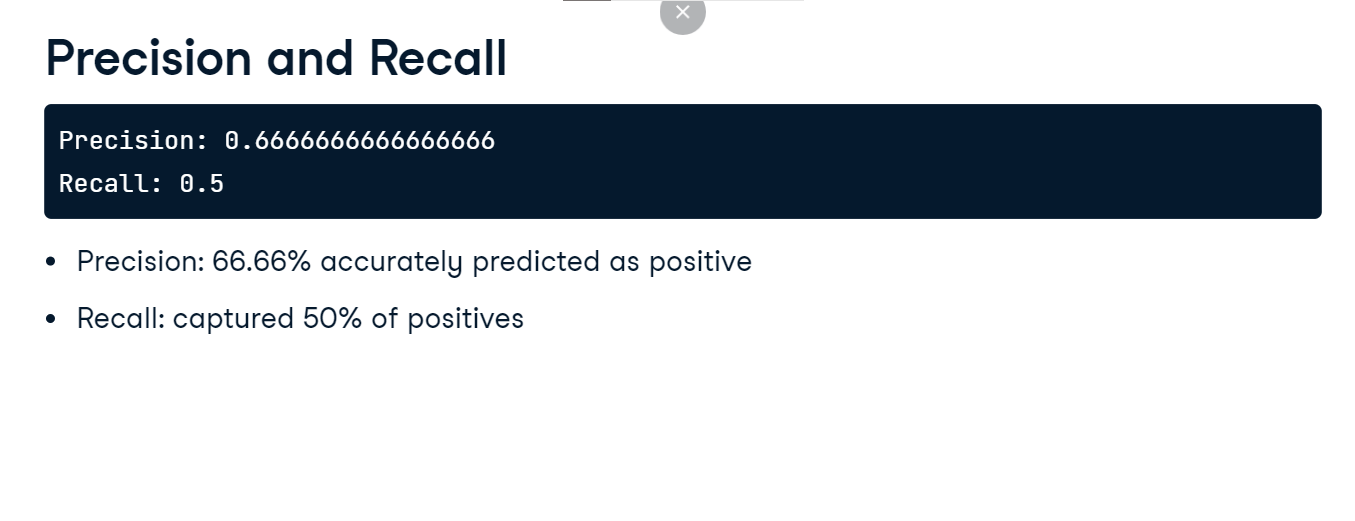 Precision and Recall
Precision: 0.6666666666666666
Recall: 0.5
• Precision: 66.66% accurately predicted as positive
• Recall: captured 50% of positives